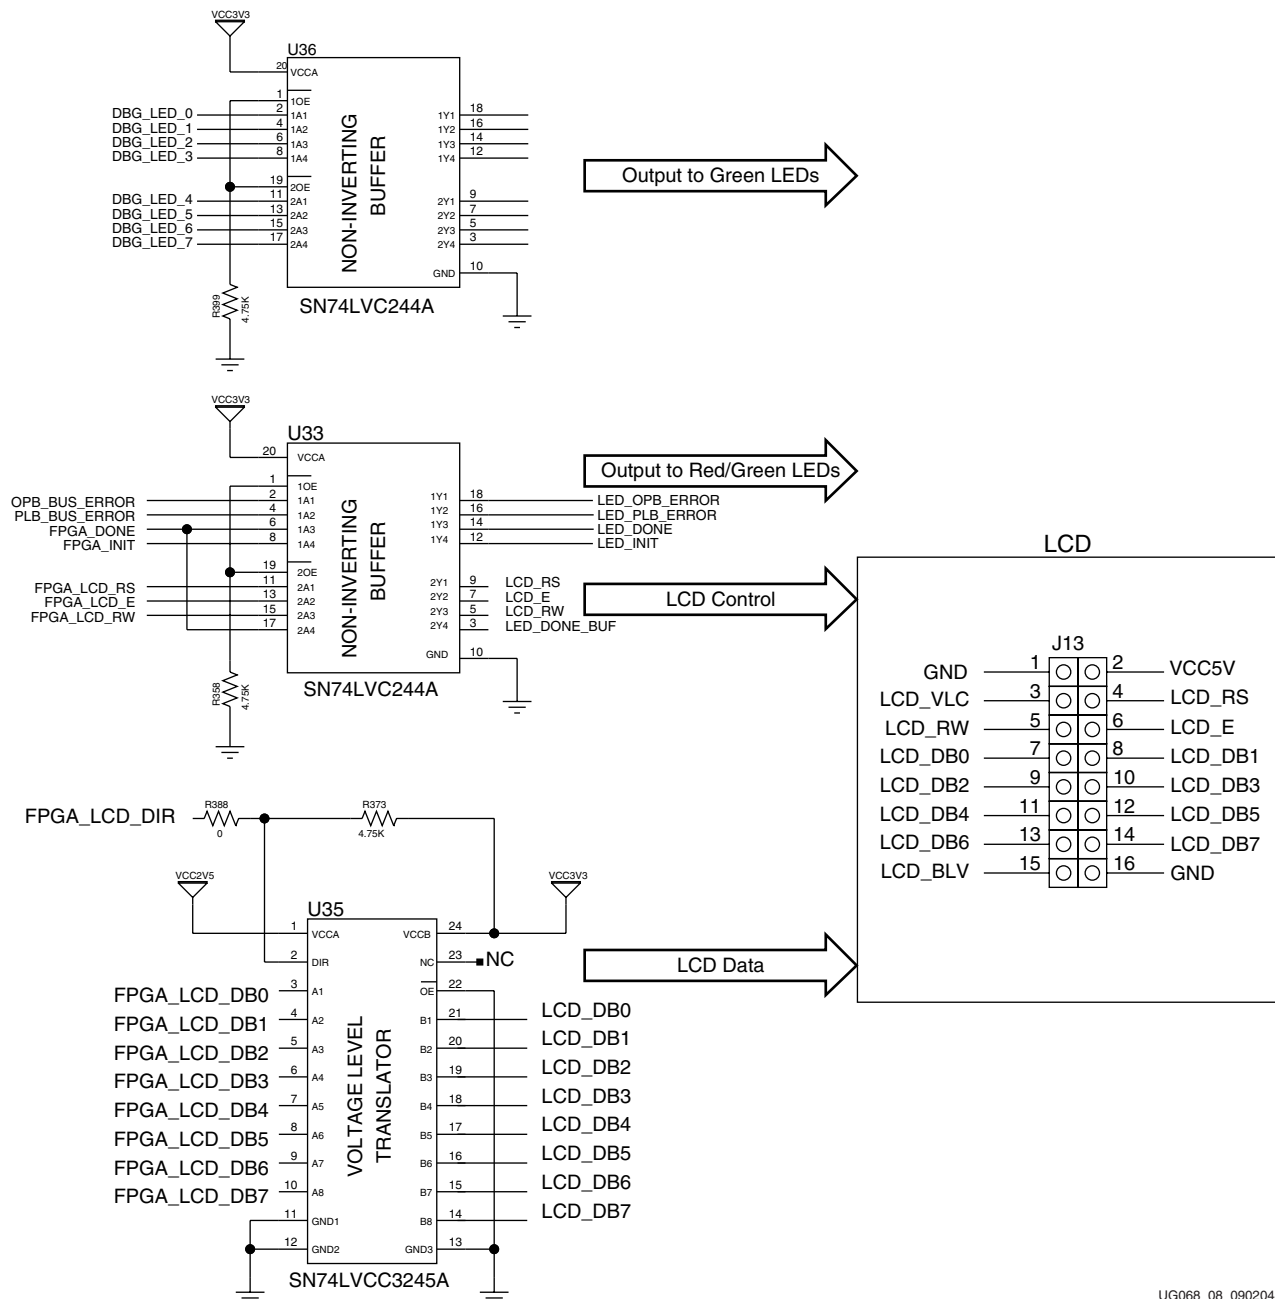 VCC3V3
U36
20 VCCA
1 1OE
DBG_LED_0 2 1A1 1Y1 18
DBG_LED_1 4 1A2 1Y2 16
DBG_LED_2 6 1A3 1Y3 14
DBG_LED_3 8 1A4 1Y4 12
19 2OE
DBG_LED_4 11 2A1 2Y1 9
DBG_LED_5 13 2A2 2Y2 7
DBG_LED_6 15 2A3 2Y3 5
DBG_LED_7 17 2A4 2Y4 3
GND 10
NON-INVERTING
BUFFER
SN74LVC244A
R399
4.75K
Output to Green LEDs
VCC3V3
U33
20 VCCA
1 1OE
OPB_BUS_ERROR 2 1A1 1Y1 18 LED_OPB_ERROR
PLB_BUS_ERROR 4 1A2 1Y2 16 LED_PLB_ERROR
FPGA_DONE 6 1A3 1Y3 14 LED_DONE
FPGA_INIT 8 1A4 1Y4 12 LED_INIT
19 2OE
FPGA_LCD_RS 11 2A1 2Y1 9 LCD_RS
FPGA_LCD_E 13 2A2 2Y2 7 LCD_E
FPGA_LCD_RW 15 2A3 2Y3 5 LCD_RW
17 2A4 2Y4 3 LED_DONE_BUF
GND 10
NON-INVERTING
BUFFER
SN74LVC244A
R358
4.75K
Output to Red/Green LEDs
LCD Control
LCD
J13
GND 1 2 VCC5V
LCD_VLC 3 4 LCD_RS
LCD_RW 5 6 LCD_E
LCD_DB0 7 8 LCD_DB1
LCD_DB2 9 10 LCD_DB3
LCD_DB4 11 12 LCD_DB5
LCD_DB6 13 14 LCD_DB7
LCD_BLV 15 16 GND
FPGA_LCD_DIR
R388
0
R373
4.75K
VCC2V5
VCC3V3
U35
1 VCCA VCCB 24
2 DIR NC 23 NC
FPGA_LCD_DB0 3 A1 OE 22
FPGA_LCD_DB1 4 A2 B1 21 LCD_DB0
FPGA_LCD_DB2 5 A3 B2 20 LCD_DB1
FPGA_LCD_DB3 6 A4 B3 19 LCD_DB2
FPGA_LCD_DB4 7 A5 B4 18 LCD_DB3
FPGA_LCD_DB5 8 A6 B5 17 LCD_DB4
FPGA_LCD_DB6 9 A7 B6 16 LCD_DB5
FPGA_LCD_DB7 10 A8 B7 15 LCD_DB6
11 GND1 B8 14 LCD_DB7
12 GND2 GND3 13
VOLTAGE LEVEL
TRANSLATOR
SN74LVCC3245A
LCD Data
UG068_08_090204